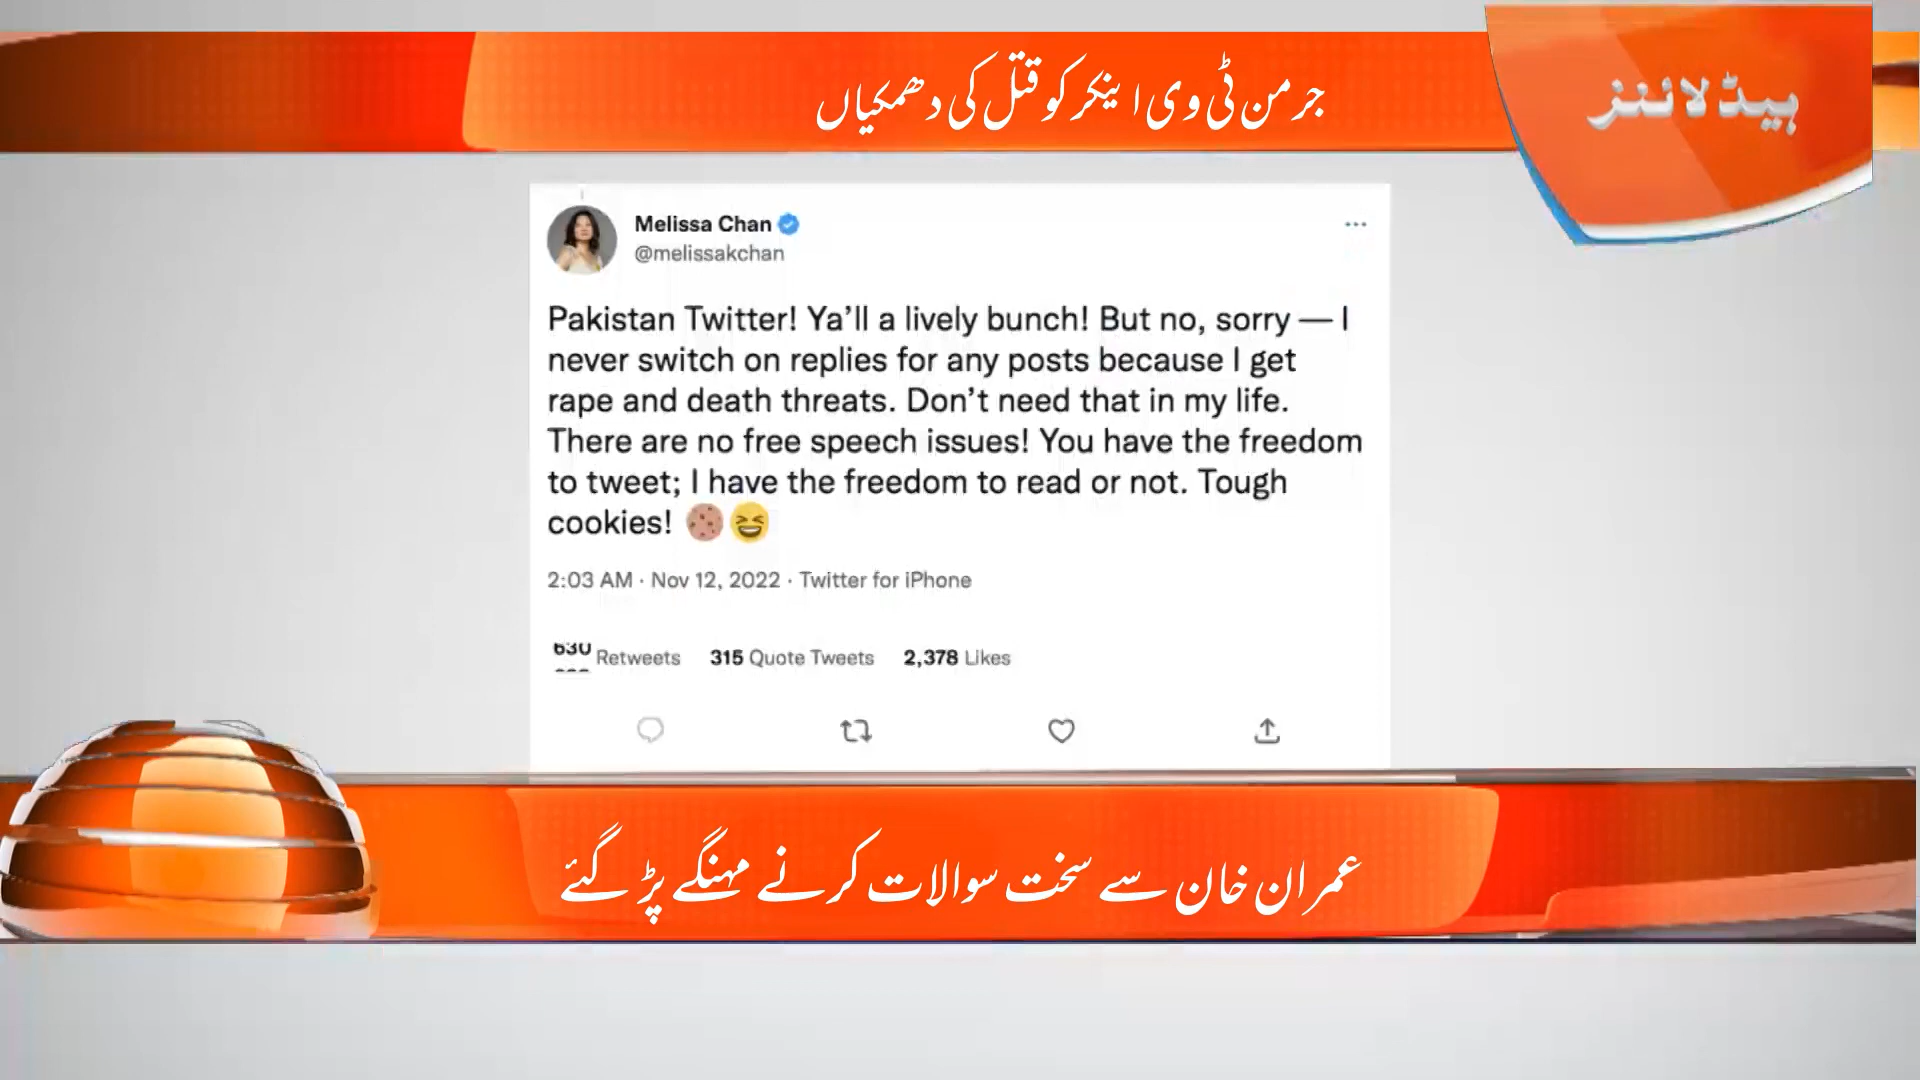 جرمن ٹی وی اینکر کو قتل کی دھمکیاں
ہیڈ لائنز
Melissa Chan
@melissakchan
Pakistan Twitter! Ya’ll a lively bunch! But no, sorry — I
never switch on replies for any posts because I get
rape and death threats. Don’t need that in my life.
There are no free speech issues! You have the freedom
to tweet; I have the freedom to read or not. Tough
cookies! 🍪😆
2:03 AM · Nov 12, 2022 · Twitter for iPhone
630 Retweets 315 Quote Tweets 2,378 Likes
عمران خان سے سخت سوالات کرنے مہنگے پڑ گئے